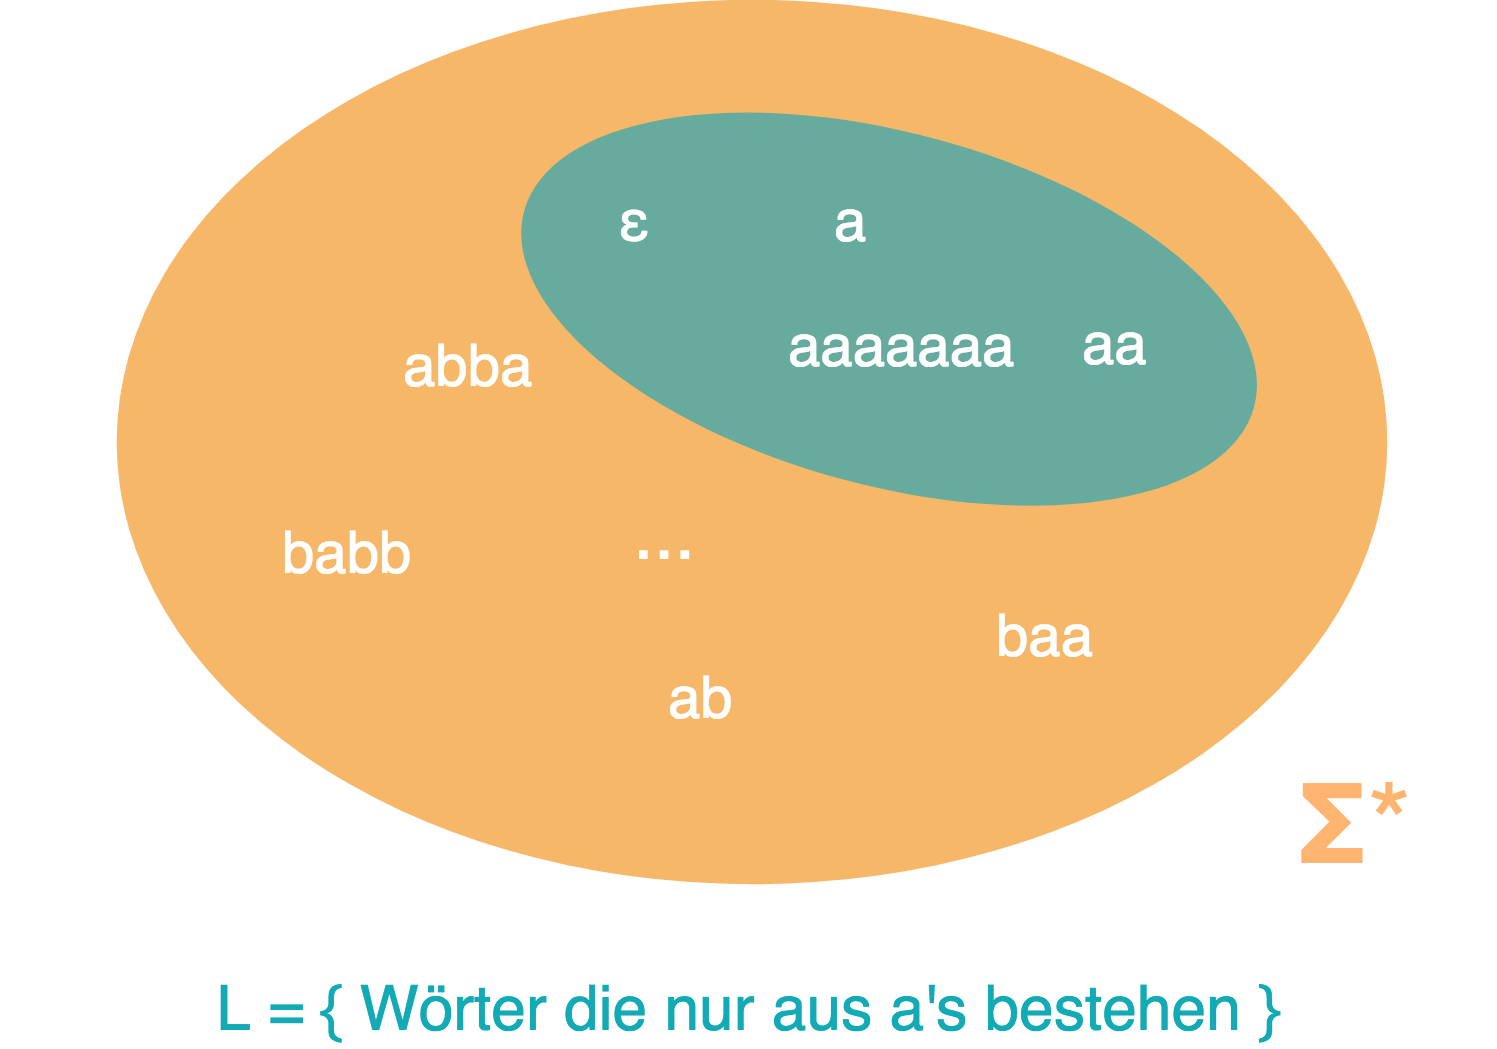 ε a
aaaaaaa aa
abba
babb ...
baa
ab
Σ*
L = { Wörter die nur aus a's bestehen }